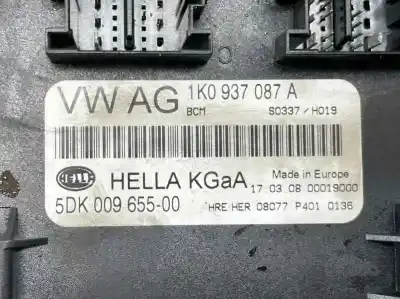 VW AG 1K0 937 087 A
BCM S0337/H019
HELLA
HELLA KGaA
Made in Europe
17 03 08 00019000
5DK 009 655-00
HRE HER 08077 P401 0136